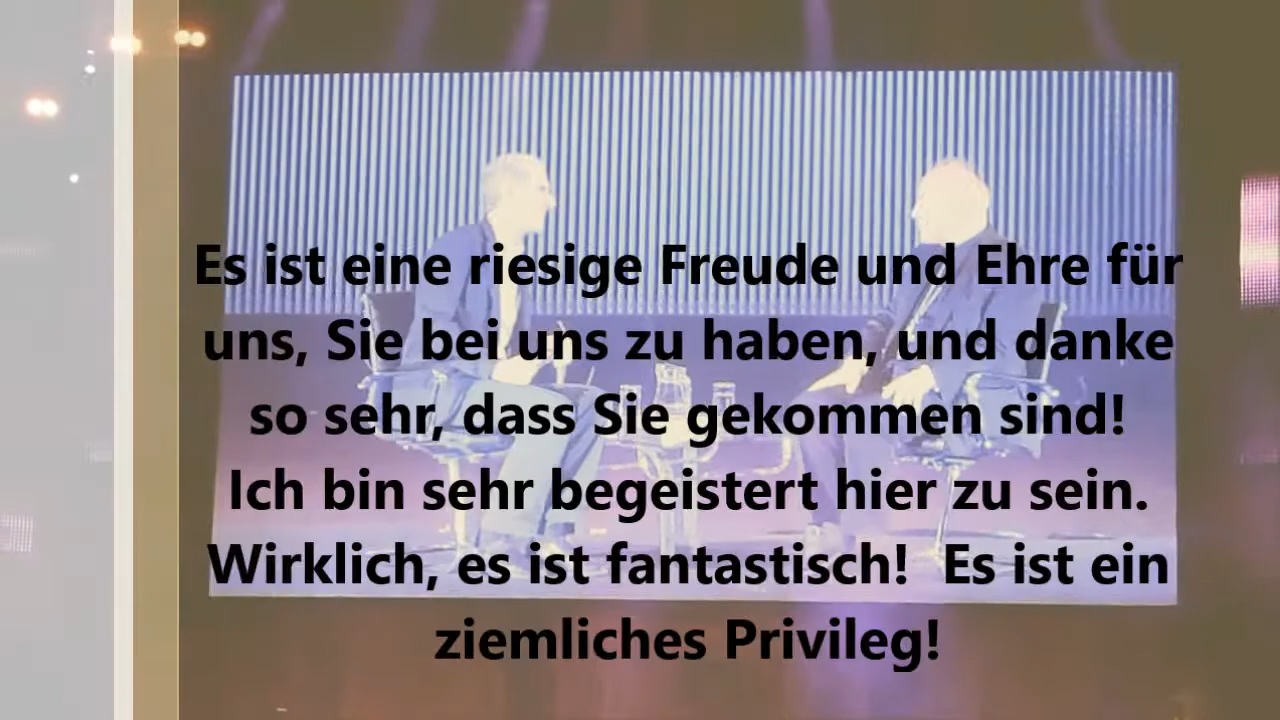 Es ist eine riesige Freude und Ehre für
uns, Sie bei uns zu haben, und danke
so sehr, dass Sie gekommen sind!
Ich bin sehr begeistert hier zu sein.
Wirklich, es ist fantastisch!  Es ist ein
ziemliches Privileg!